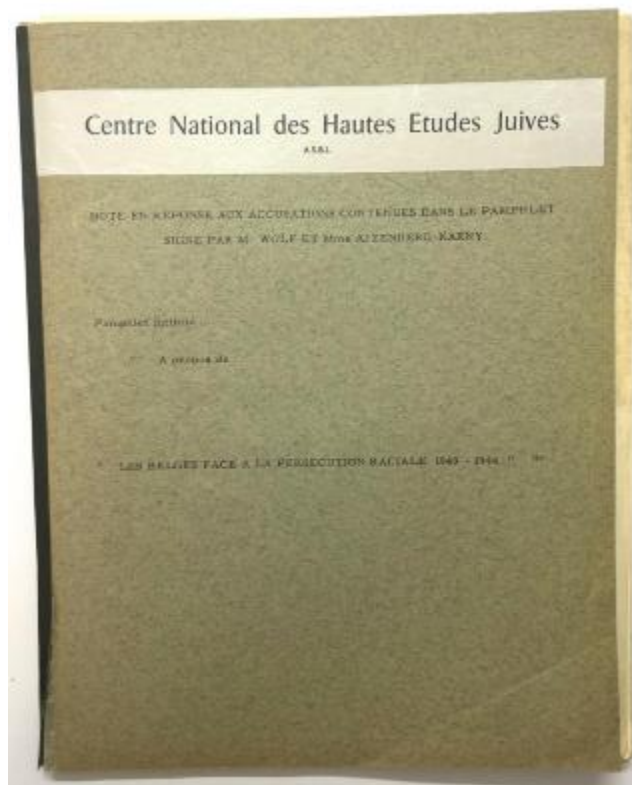 Centre National des Hautes Etudes Juives
A.S.B.L.
NOTE EN REPONSE AUX ACCUSATIONS CONTENUES DANS LE PAMPHLET
SIGNE PAR M. WOLF ET Mme ALTENBERG-KARNY
Pamphlet intitulé
" A propos de
" LES BELGES FACE A LA PERSECUTION RACIALE 1940 - 1944 " "